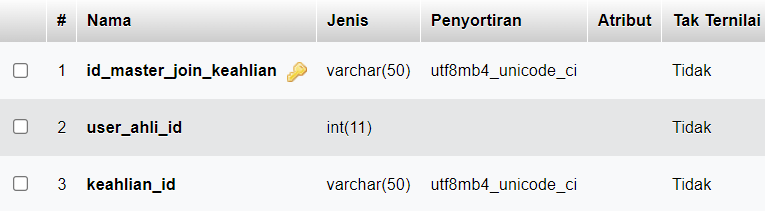 # Nama Jenis Penyortiran Atribut Tak Ternilai
1 id_master_join_keahlian varchar(50) utf8mb4_unicode_ci Tidak
2 user_ahli_id int(11) Tidak
3 keahlian_id varchar(50) utf8mb4_unicode_ci Tidak